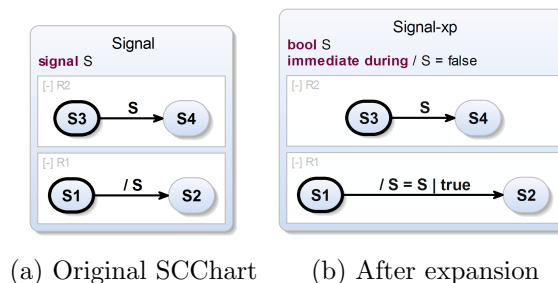 Signal
signal S
[-] R2
S3
S
S4
[-] R1
S1
/ S
S2
(a) Original SCChart
Signal-xp
bool S
immediate during / S = false
[-] R2
S3
S
S4
[-] R1
S1
/ S = S | true
S2
(b) After expansion